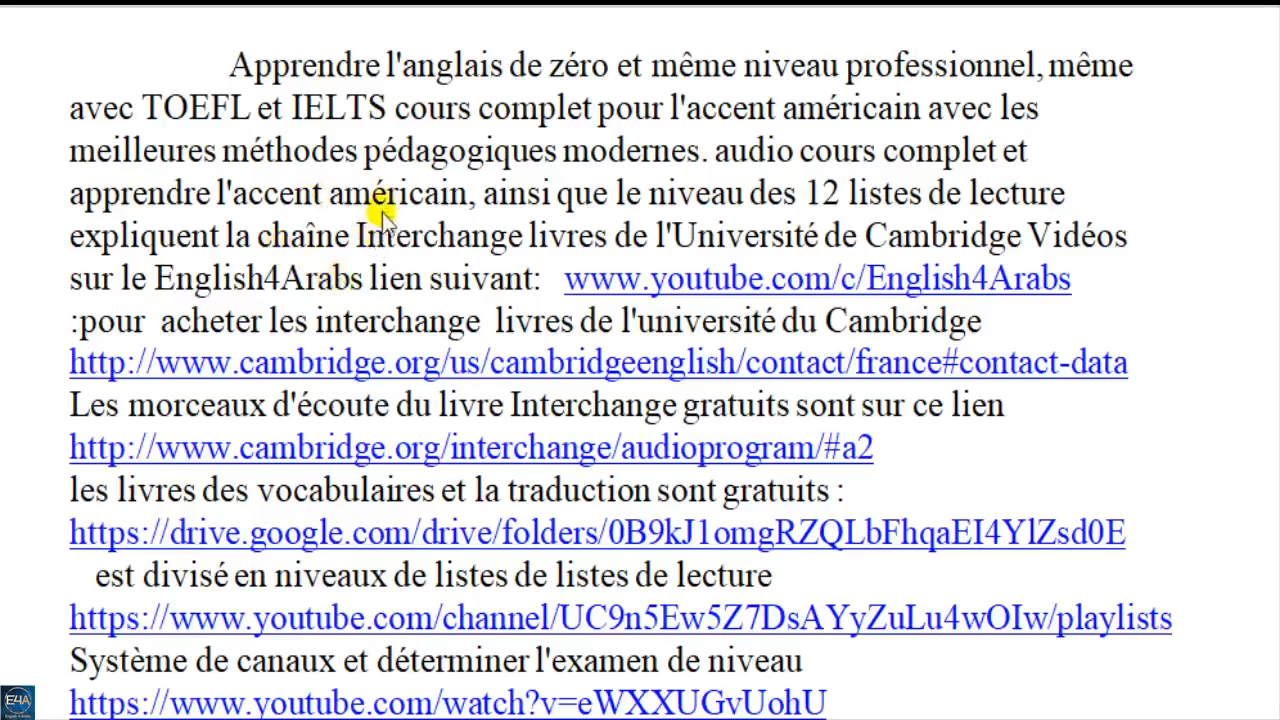 Apprendre l'anglais de zéro et même niveau professionnel, même
avec TOEFL et IELTS cours complet pour l'accent américain avec les
meilleures méthodes pédagogiques modernes. audio cours complet et
apprendre l'accent américain, ainsi que le niveau des 12 listes de lecture
expliquent la chaîne Interchange livres de l'Université de Cambridge Vidéos
sur le English4Arabs lien suivant: www.youtube.com/c/English4Arabs
:pour acheter les interchange livres de l'université du Cambridge
http://www.cambridge.org/us/cambridgeenglish/contact/france#contact-data
Les morceaux d'écoute du livre Interchange gratuits sont sur ce lien
http://www.cambridge.org/interchange/audioprogram/#a2
les livres des vocabulaires et la traduction sont gratuits :
https://drive.google.com/drive/folders/0B9kJ1omgRZQLbFhqaEI4YlZsd0E
est divisé en niveaux de listes de listes de lecture
https://www.youtube.com/channel/UC9n5Ew5Z7DsAYyZuLu4wOIw/playlists
Système de canaux et déterminer l'examen de niveau
https://www.youtube.com/watch?v=eWXXUGvUohU
E4A